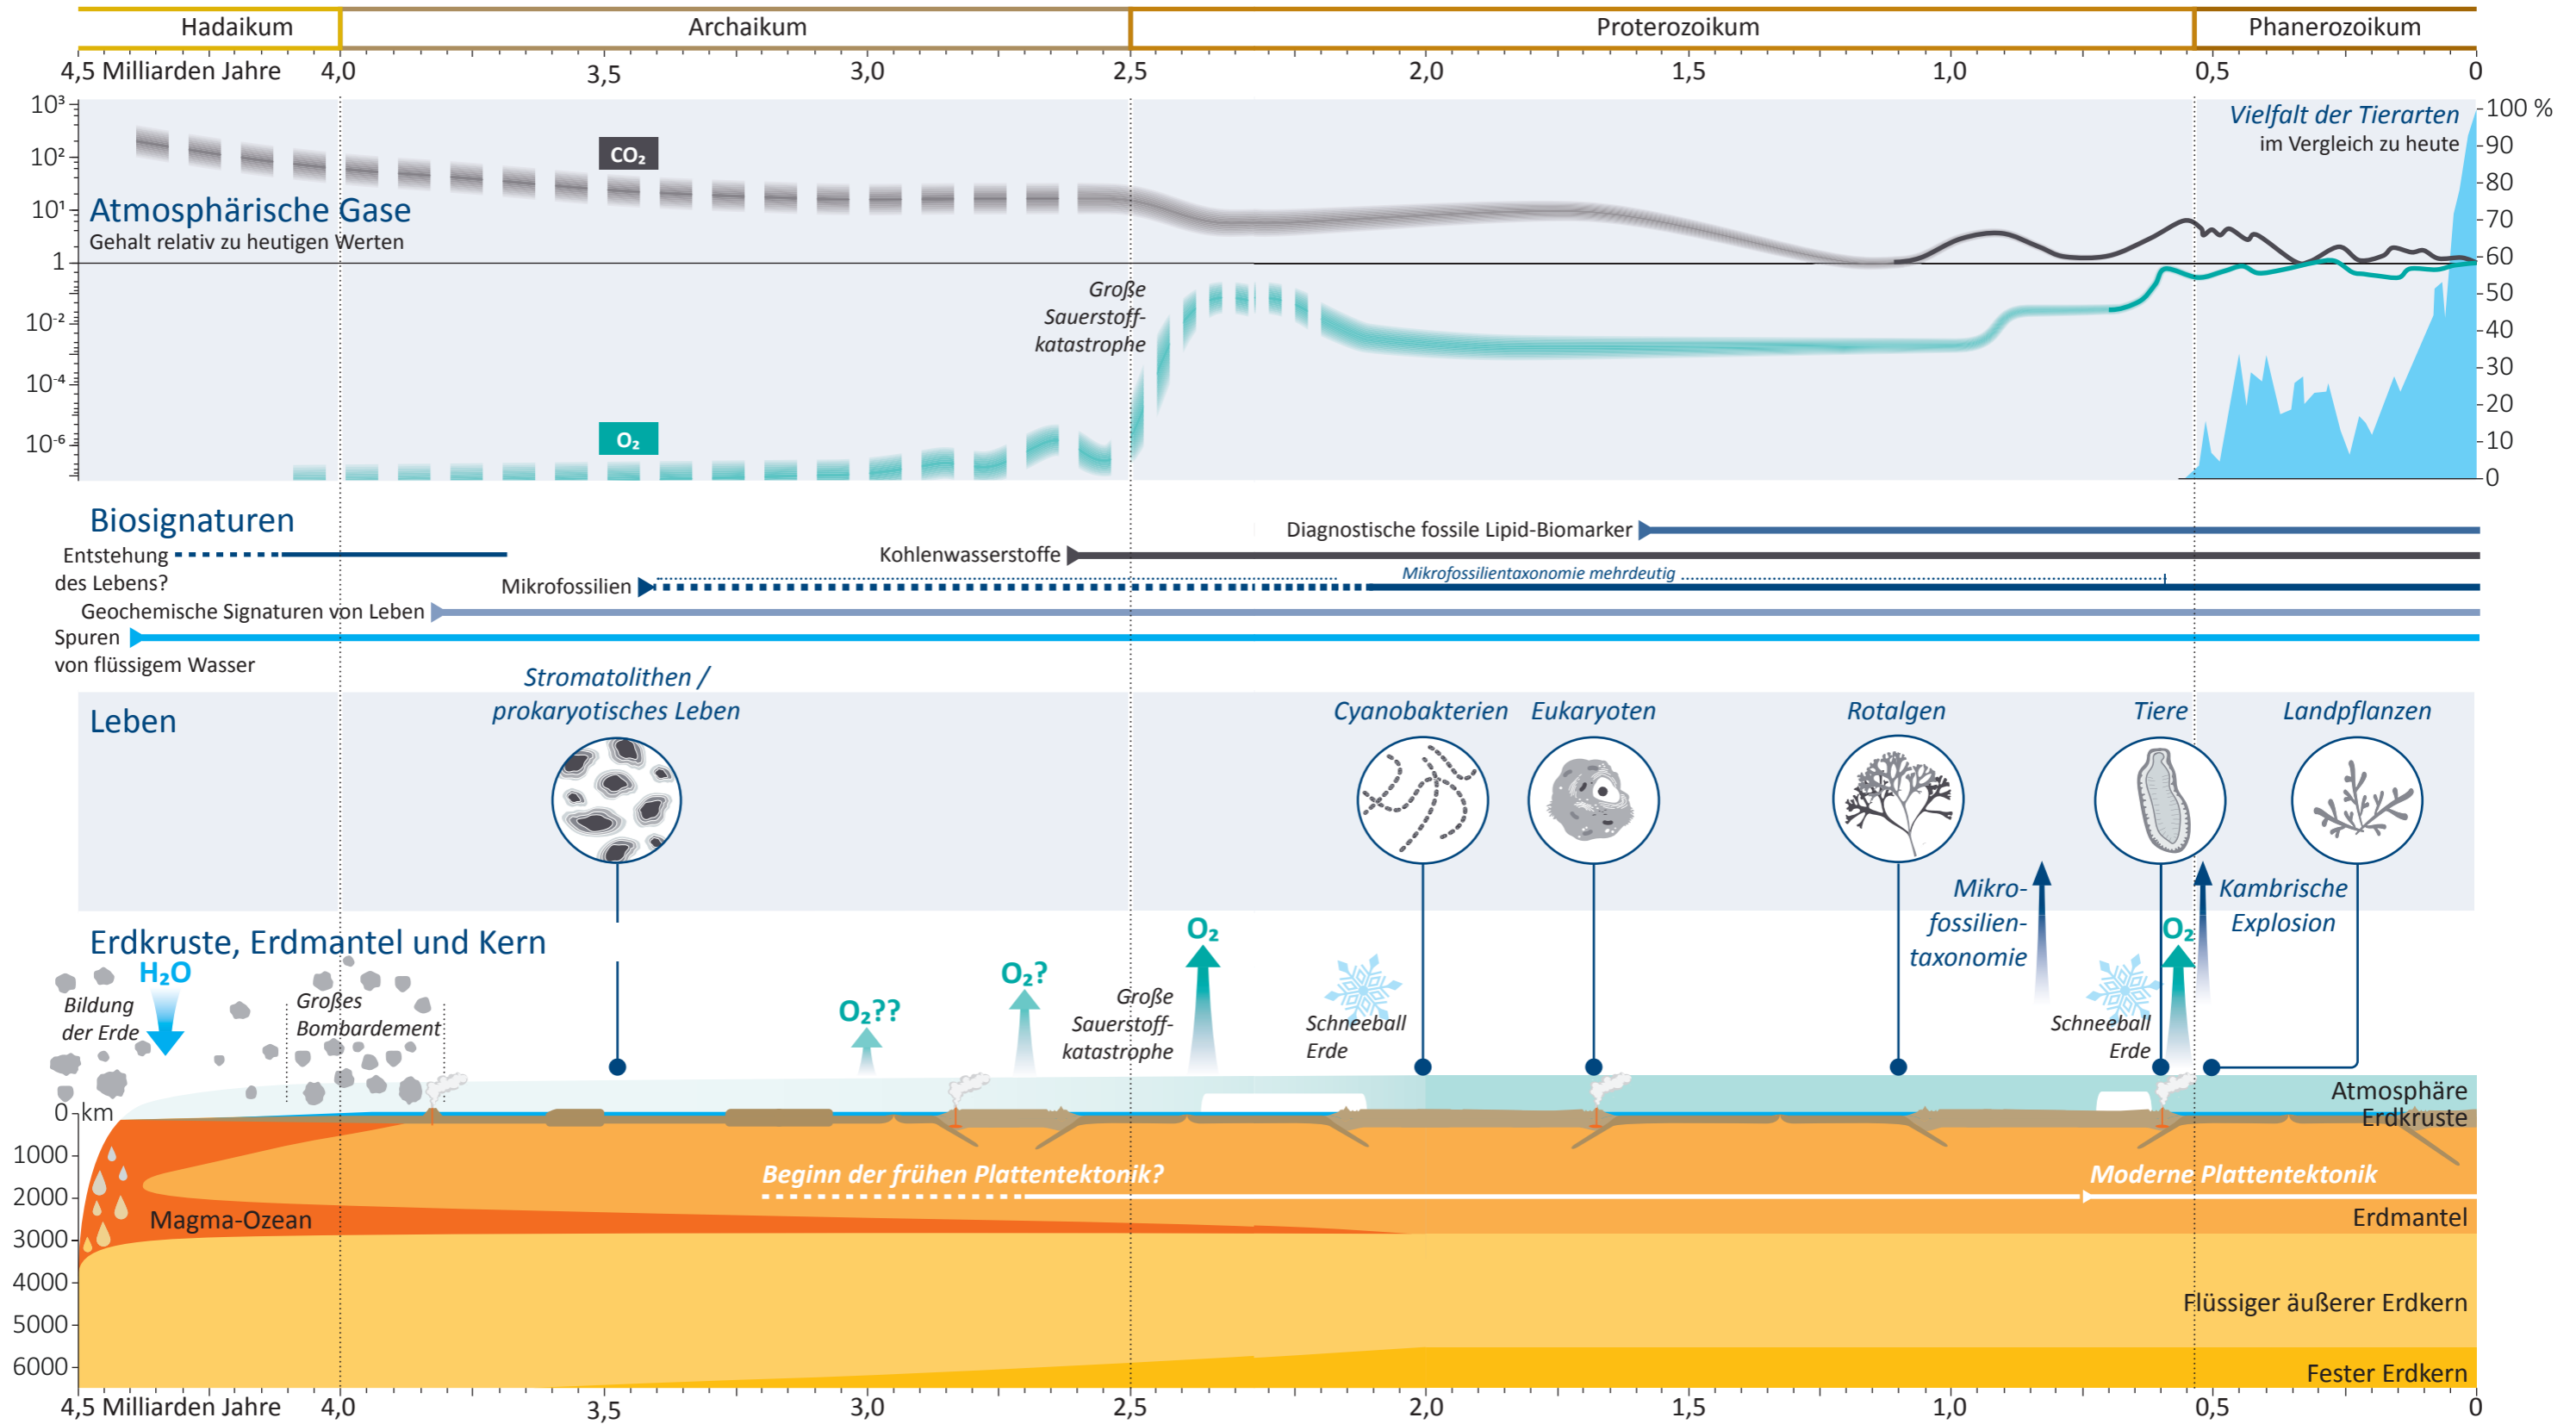 Hadaikum
Archaikum
Proterozoikum
Phanerozoikum
4,5 Milliarden Jahre
4,0
3,5
3,0
2,5
2,0
1,5
1,0
0,5
0
10³
10²
10¹
1
10⁻²
10⁻⁴
10⁻⁶
CO₂
Atmosphärische Gase
Gehalt relativ zu heutigen Werten
O₂
Große
Sauerstoff-
katastrophe
Vielfalt der Tierarten
im Vergleich zu heute
100 %
90
80
70
60
50
40
30
20
10
0
Biosignaturen
Diagnostische fossile Lipid-Biomarker
Entstehung
des Lebens?
Kohlenwasserstoffe
Mikrofossilientaxonomie mehrdeutig
Mikrofossilien
Geochemische Signaturen von Leben
Spuren
von flüssigem Wasser
Leben
Stromatolithen /
prokaryotisches Leben
Cyanobakterien
Eukaryoten
Rotalgen
Tiere
Landpflanzen
Mikro-
fossilien-
taxonomie
Kambrische
Explosion
Erdkruste, Erdmantel und Kern
H₂O
Bildung
der Erde
Großes
Bombardement
O₂??
O₂?
O₂
Große
Sauerstoff-
katastrophe
Schneeball
Erde
O₂
Schneeball
Erde
Atmosphäre
Erdkruste
0 km
1000
2000
3000
4000
5000
6000
Beginn der frühen Plattentektonik?
Moderne Plattentektonik
Magma-Ozean
Erdmantel
Flüssiger äußerer Erdkern
Fester Erdkern
4,5 Milliarden Jahre
4,0
3,5
3,0
2,5
2,0
1,5
1,0
0,5
0